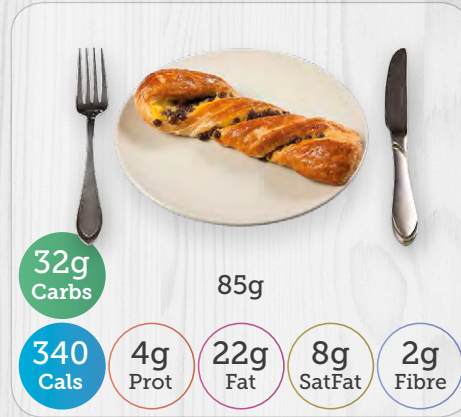 32g
Carbs
85g
340
Cals
4g
Prot
22g
Fat
8g
SatFat
2g
Fibre